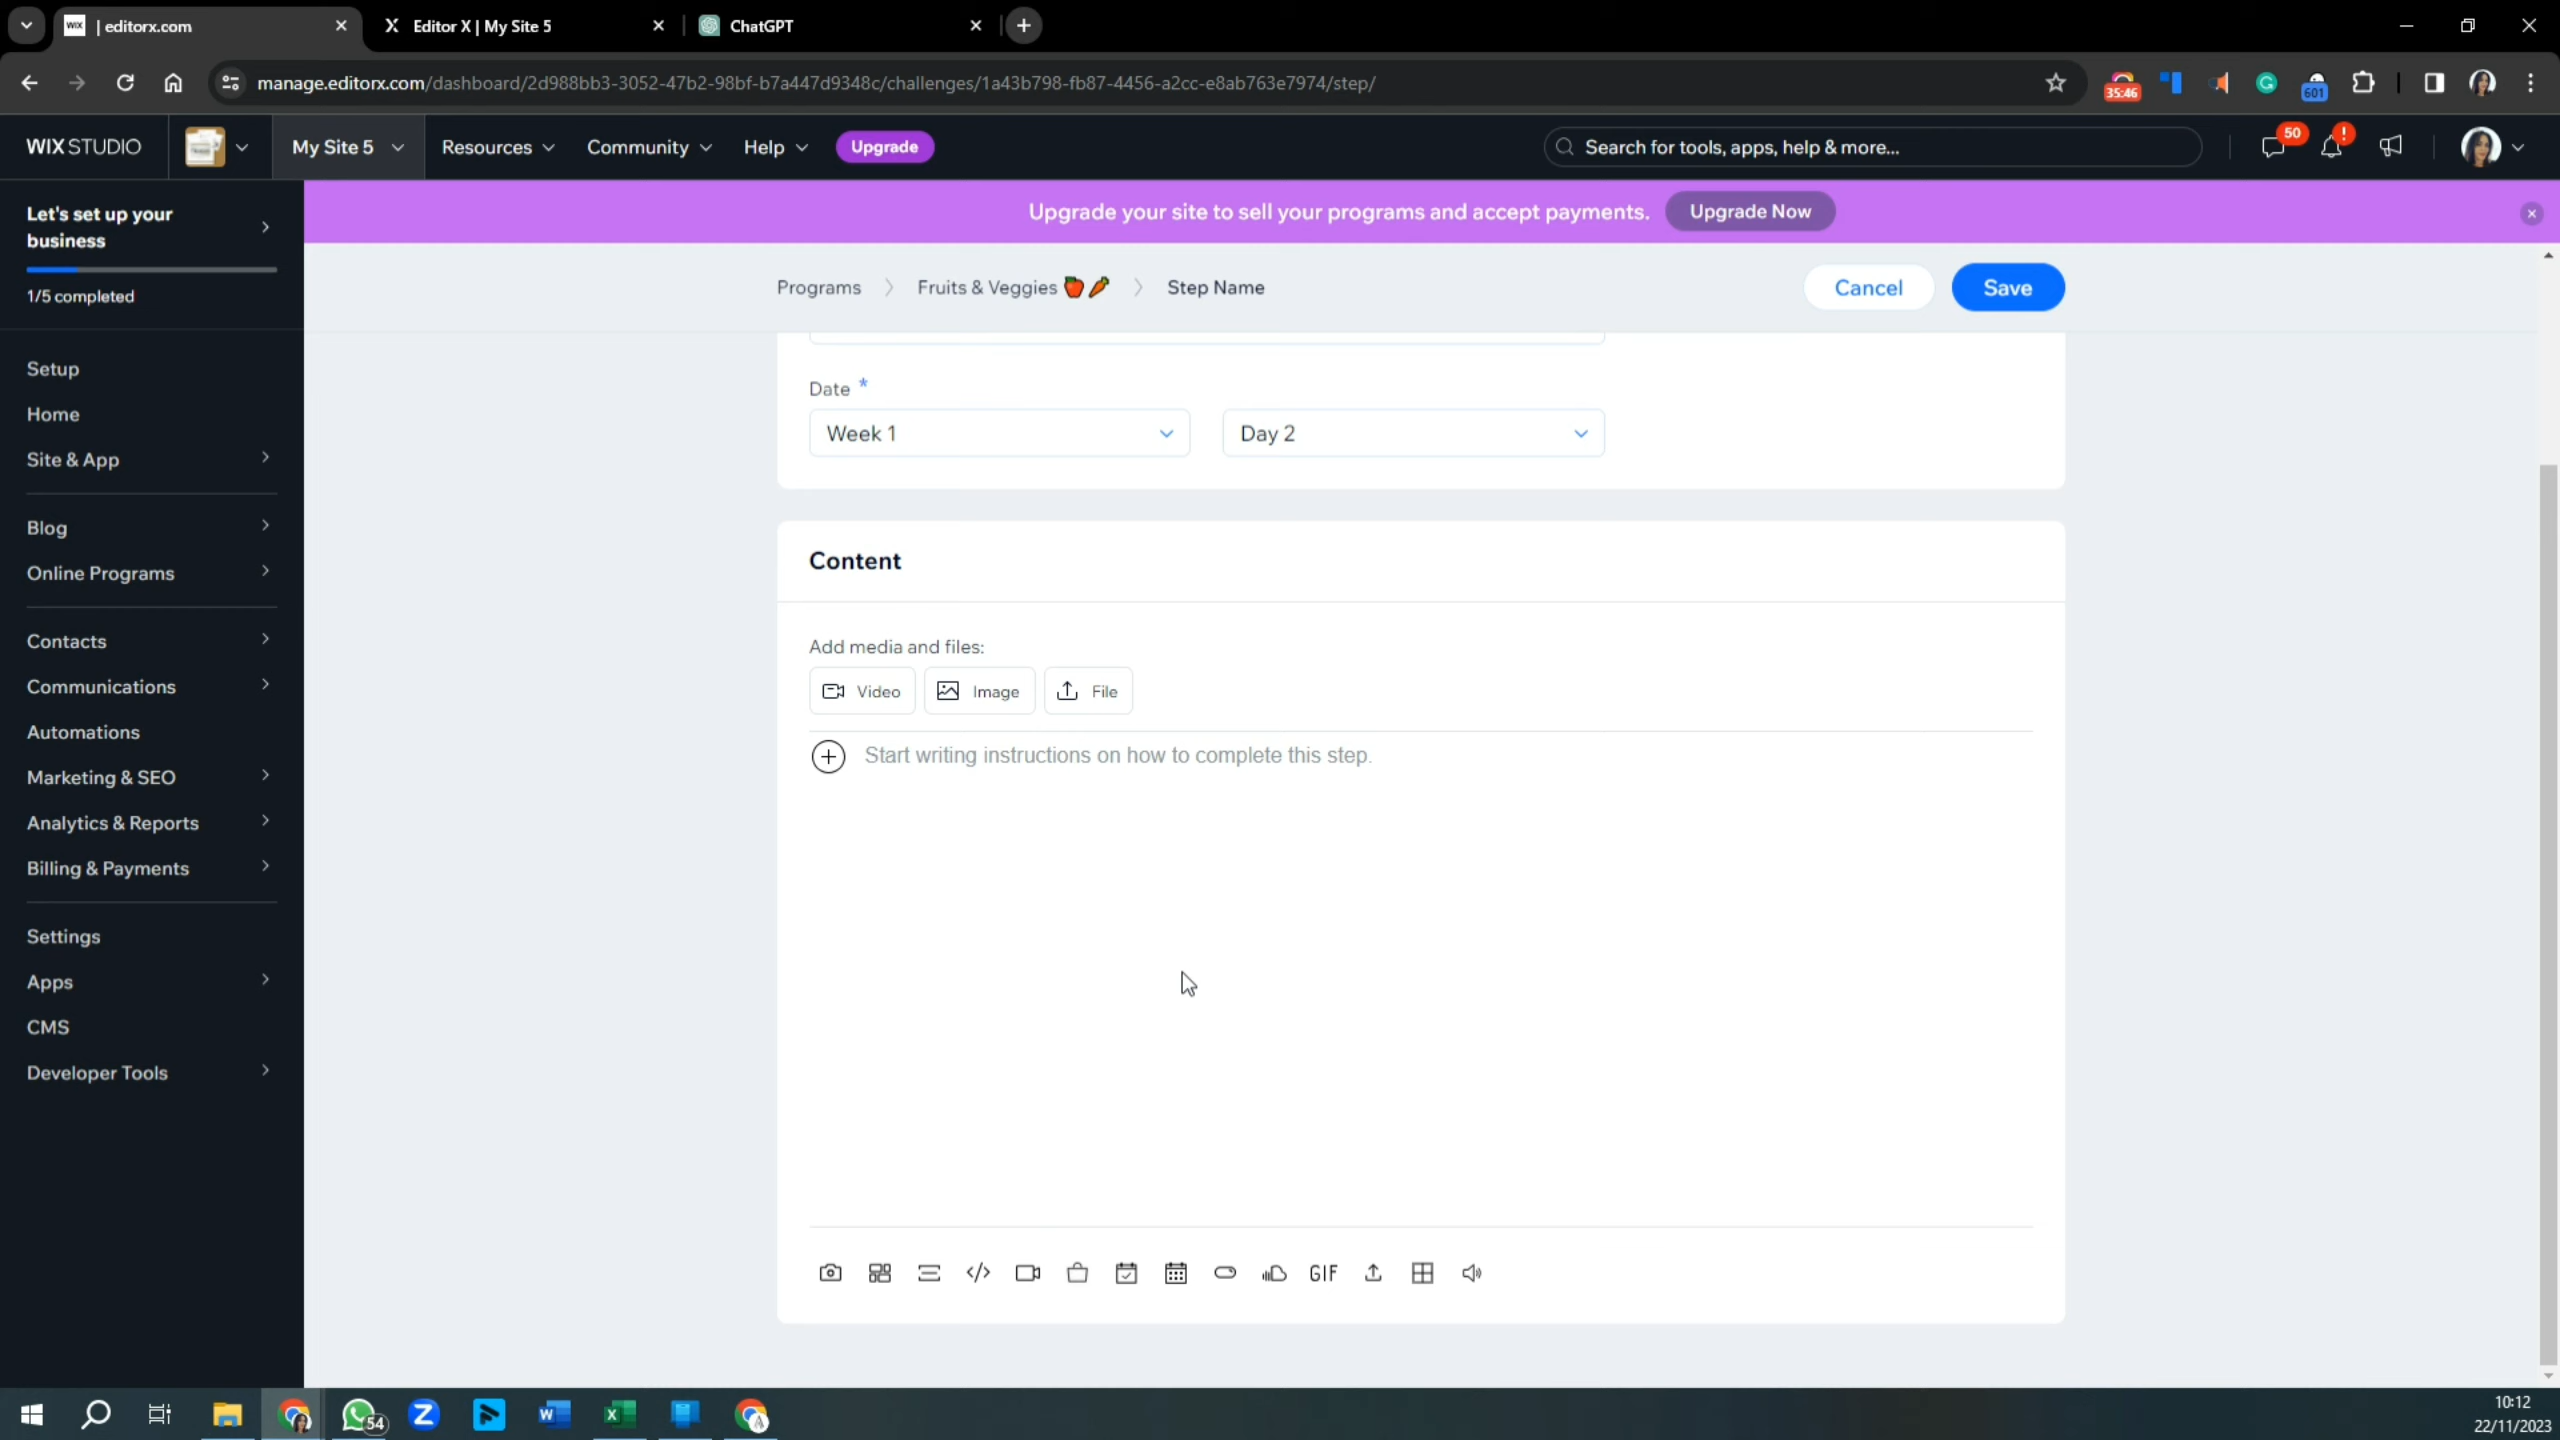 WIX | editorx.com
X Editor X | My Site 5
ChatGPT
manage.editorx.com/dashboard/2d988bb3-3052-47b2-98bf-b7a447d9348c/challenges/1a43b798-fb87-4456-a2cc-e8ab763e7974/step/
35:46
601
WIX STUDIO
My Site 5
Resources
Community
Help
Upgrade
Search for tools, apps, help & more...
50
!
Let's set up your
business
1/5 completed
Upgrade your site to sell your programs and accept payments.
Upgrade Now
Programs
Fruits & Veggies 🍎🥕
Step Name
Cancel
Save
Setup
Home
Site & App
Blog
Online Programs
Contacts
Communications
Automations
Marketing & SEO
Analytics & Reports
Billing & Payments
Settings
Apps
CMS
Developer Tools
Date *
Week 1
Day 2
Content
Add media and files:
Video
Image
File
Start writing instructions on how to complete this step.
GIF
54
10:12
22/11/2023